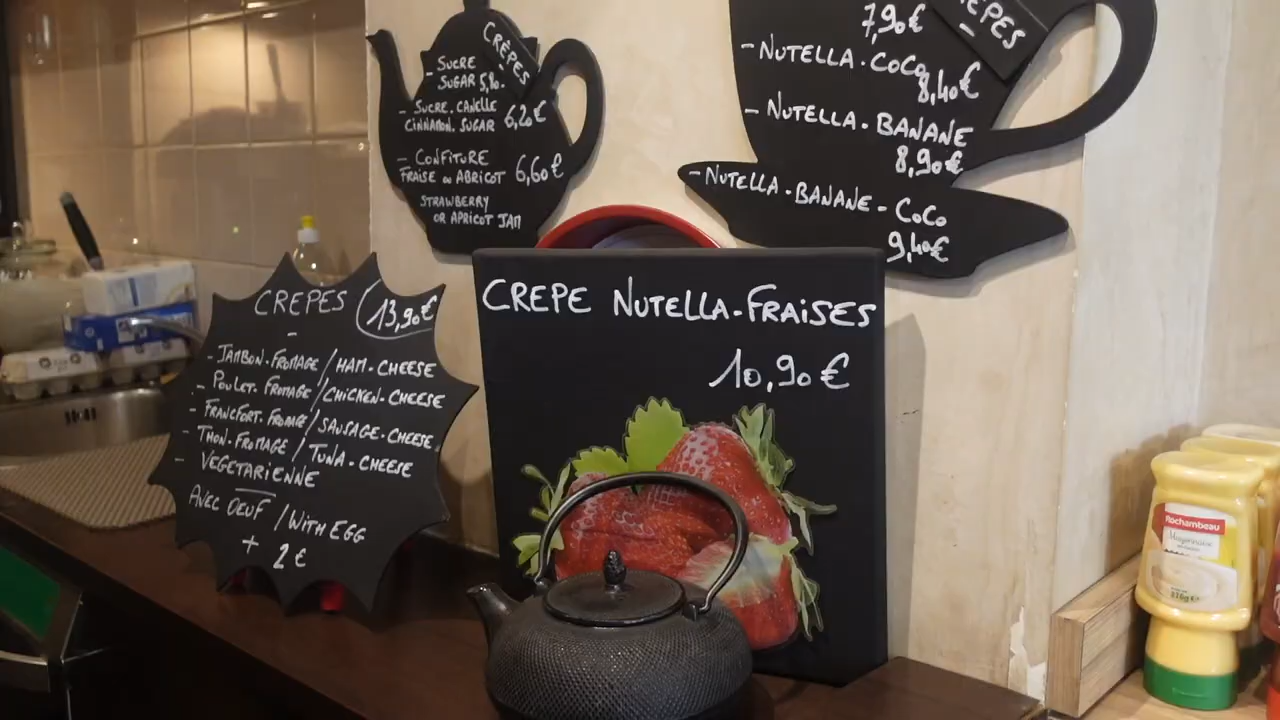 CRÊPES
- SUCRE
SUGAR 5,80.
- SUCRE.CANELLE
CINNAMON.SUGAR 6,20€
- CONFITURE
FRAISE OU ABRICOT 6,60€
STRAWBERRY
OR APRICOT JAM
7,90€
- NUTELLA.COCO
8,40€
- NUTELLA.BANANE
8,90€
- NUTELLA-BANANE-COCO
9,40€
CREPES 13,90€
-
- JAMBON-FROMAGE / HAM-CHEESE
- POULET-FROMAGE / CHICKEN-CHEESE
- FRANCFORT-FROMAGE / SAUSAGE-CHEESE
- THON-FROMAGE / TUNA-CHEESE
- VEGETARIENNE
AVEC OEUF / WITH EGG
+ 2€
CREPE NUTELLA-FRAISES
10,90€
Rochambeau
Mayonnaise